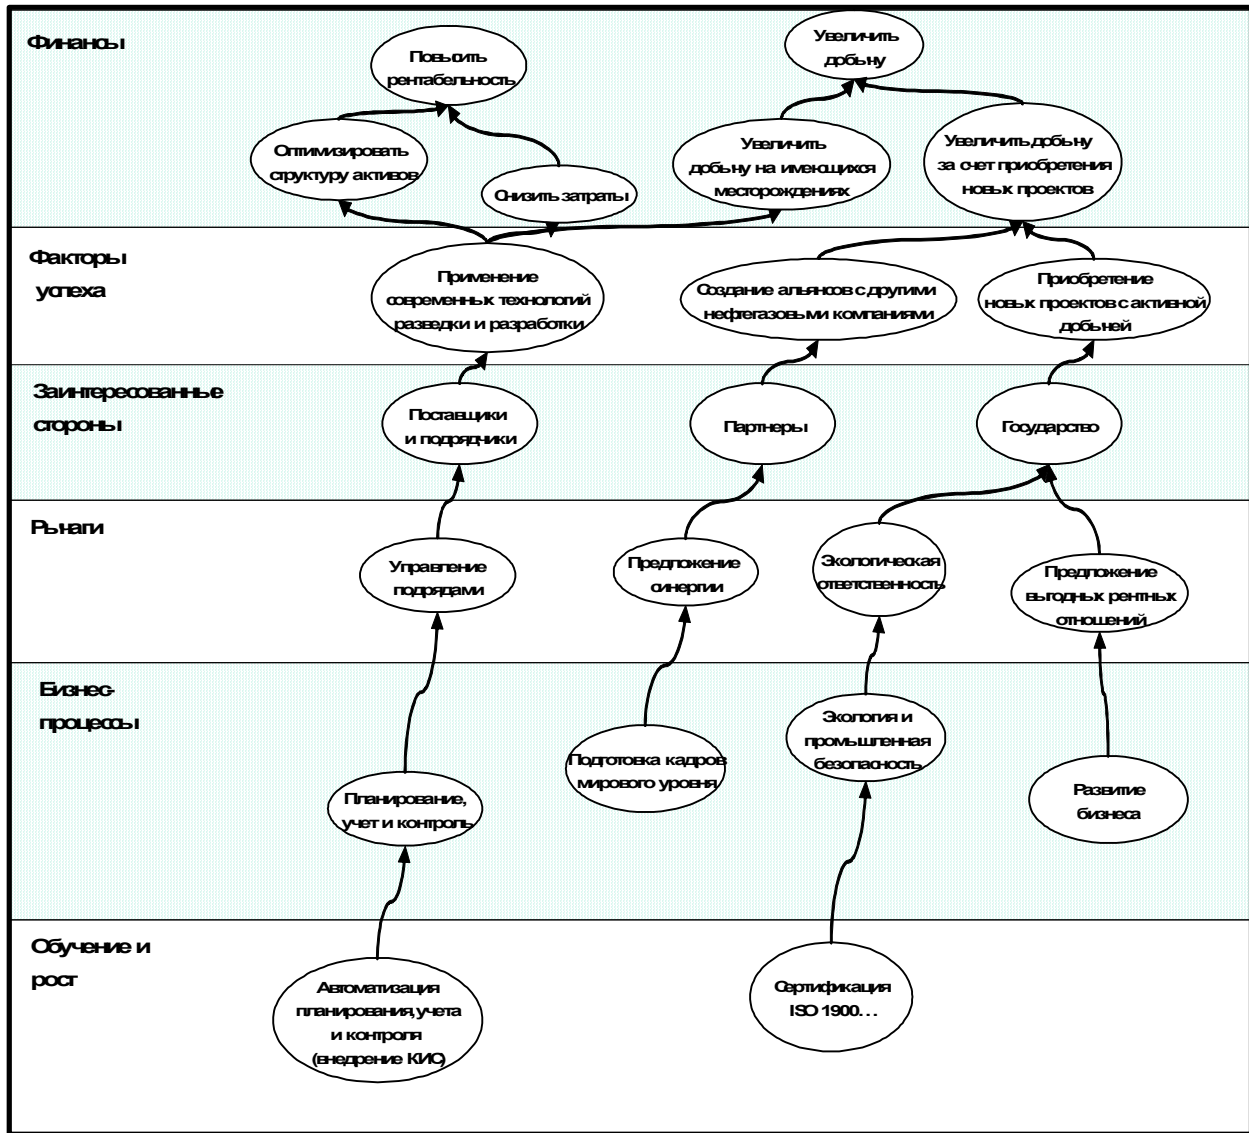 Финансы
Повысить
рентабельность
Увеличить
добычу
Оптимизировать
структуру активов
Снизить затраты
Увеличить
добычу на имеющихся
месторождениях
Увеличить добычу
за счет приобретения
новых проектов
Факторы
успеха
Применение
современных технологий
разведки и разработки
Создание альянсов с другими
нефтегазовыми компаниями
Приобретение
новых проектов с активной
добычей
Заинтересованные
стороны
Поставщики
и подрядчики
Партнеры
Государство
Рычаги
Управление
подрядами
Предложение
синергии
Экологическая
ответственность
Предложение
выгодных рентных
отношений
Бизнес-
процессы
Планирование,
учет и контроль
Подготовка кадров
мирового уровня
Экология и
промышленная
безопасность
Развитие
бизнеса
Обучение и
рост
Автоматизация
планирования, учета
и контроля
(внедрение КИС)
Сертификация
ISO 1900…